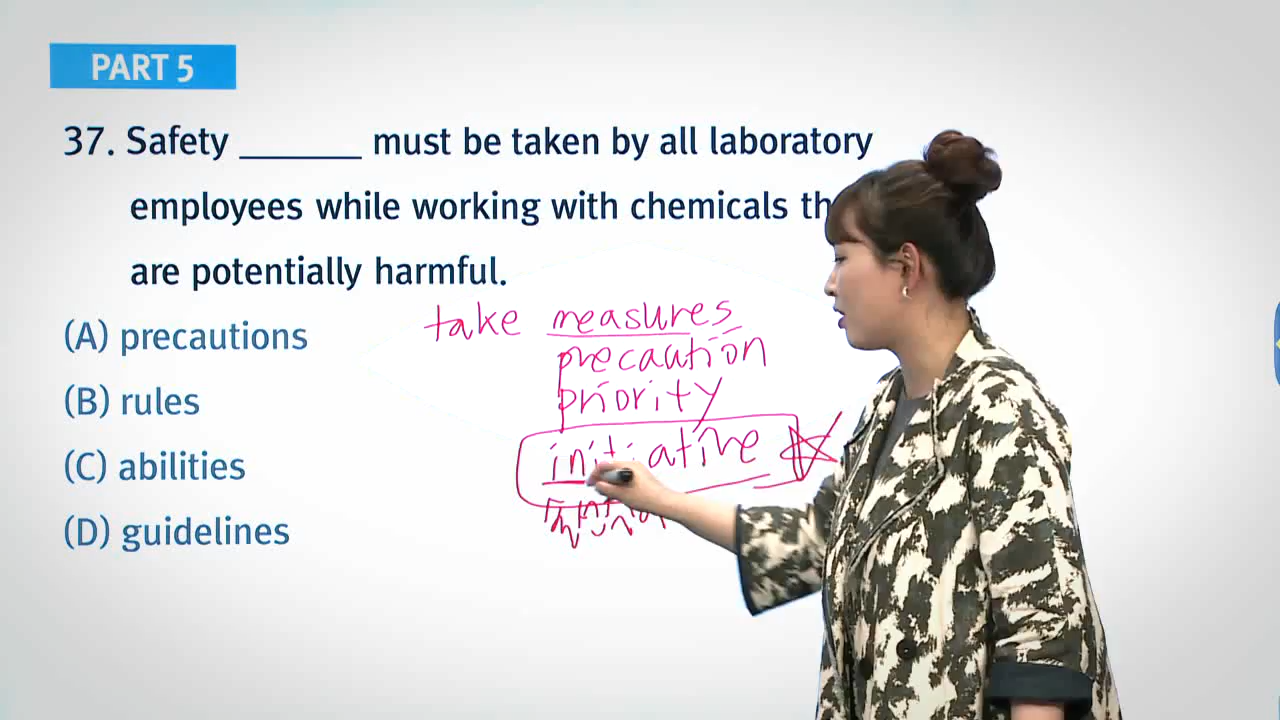 PART 5
37. Safety ______ must be taken by all laboratory
employees while working with chemicals th
are potentially harmful.
(A) precautions
(B) rules
(C) abilities
(D) guidelines
take measures
precaution
priority
initiative